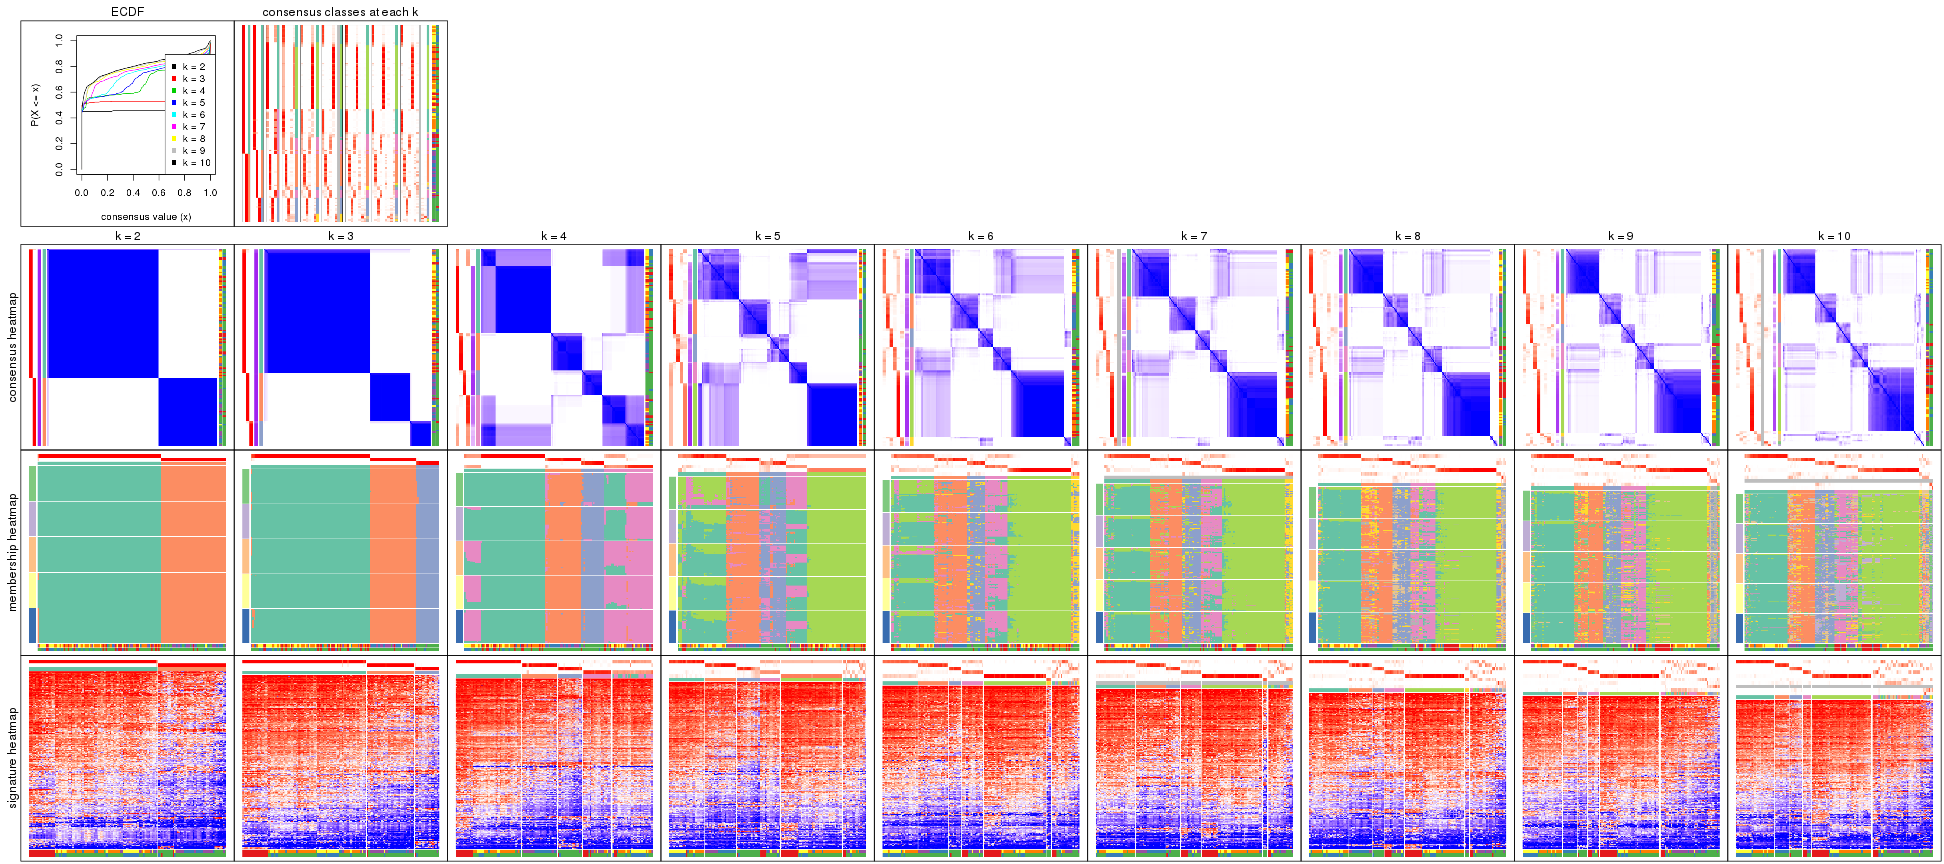 ECDF
consensus classes at each k
P(X <= x)
0.0 0.2 0.4 0.6 0.8 1.0
k = 2
k = 3
k = 4
k = 5
k = 6
k = 7
k = 8
k = 9
k = 10
0.0 0.2 0.4 0.6 0.8 1.0
consensus value (x)
k = 2
k = 3
k = 4
k = 5
k = 6
k = 7
k = 8
k = 9
k = 10
consensus heatmap
membership heatmap
signature heatmap